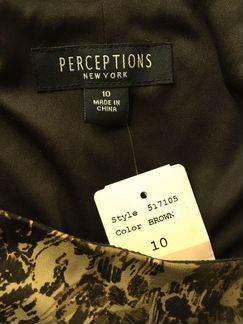 PERCEPTIONS
NEW YORK
10
MADE IN
CHINA
Style 517105
Color BROWN
10